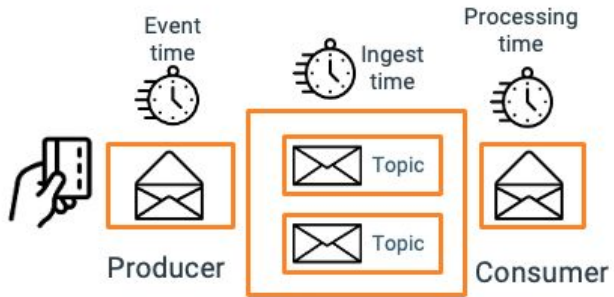 Event
time
Ingest
time
Processing
time
Topic
Topic
Producer
Consumer